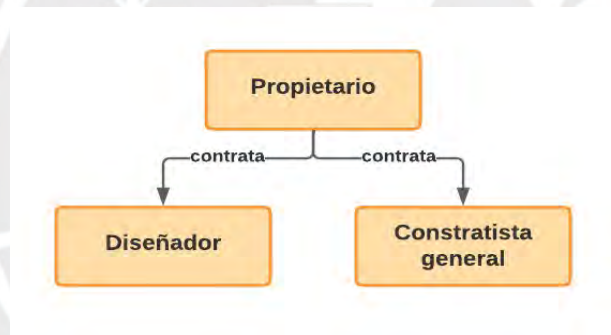 Propietario
contrata
contrata
Diseñador
Constratista
general